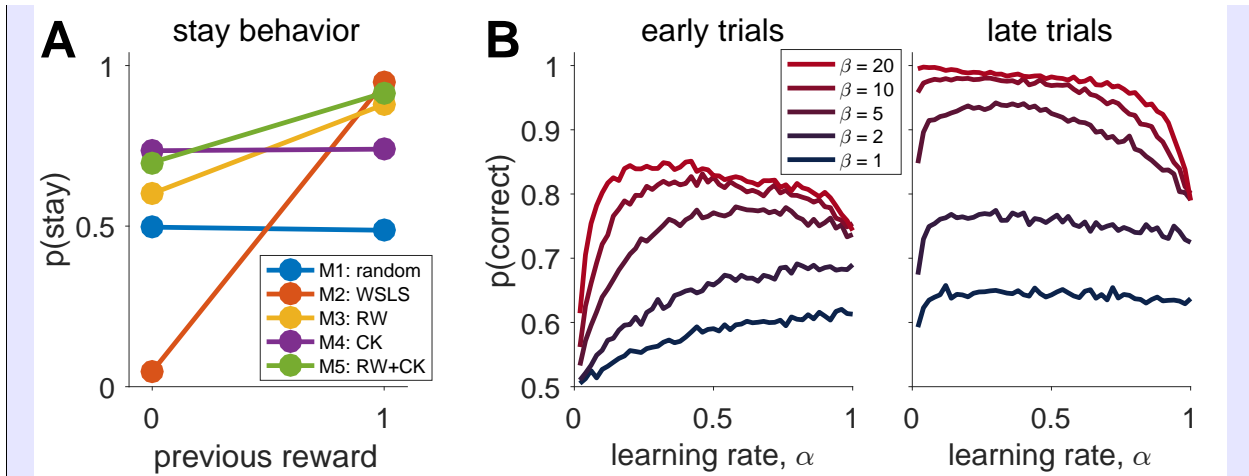 A
stay behavior
p(stay)
1
0.5
0
0
1
previous reward
M1: random
M2: WSLS
M3: RW
M4: CK
M5: RW+CK
B
early trials
late trials
p(correct)
1
0.9
0.8
0.7
0.6
0.5
β = 20
β = 10
β = 5
β = 2
β = 1
0
0.5
1
learning rate, α
0
0.5
1
learning rate, α